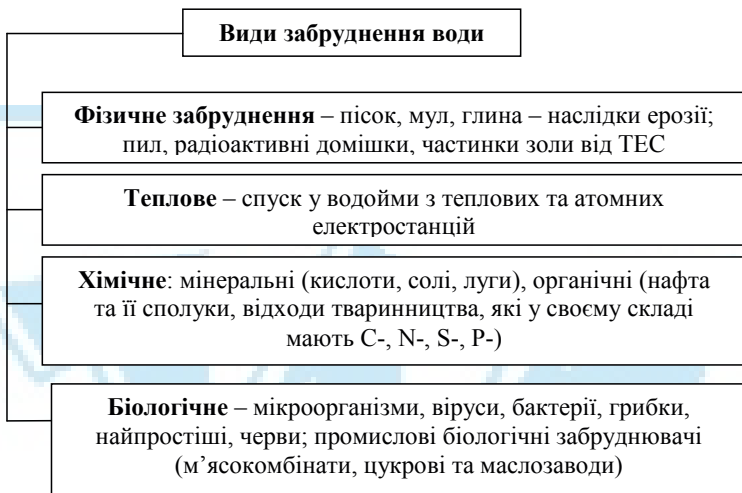 Види забруднення води
Фізичне забруднення – пісок, мул, глина – наслідки ерозії;
пил, радіоактивні домішки, частинки золи від ТЕС
Теплове – спуск у водойми з теплових та атомних
електростанцій
Хімічне: мінеральні (кислоти, солі, луги), органічні (нафта
та її сполуки, відходи тваринництва, які у своєму складі
мають C-, N-, S-, P-)
Біологічне – мікроорганізми, віруси, бактерії, грибки,
найпростіші, черви; промислові біологічні забруднювачі
(м’ясокомбінати, цукрові та маслозаводи)